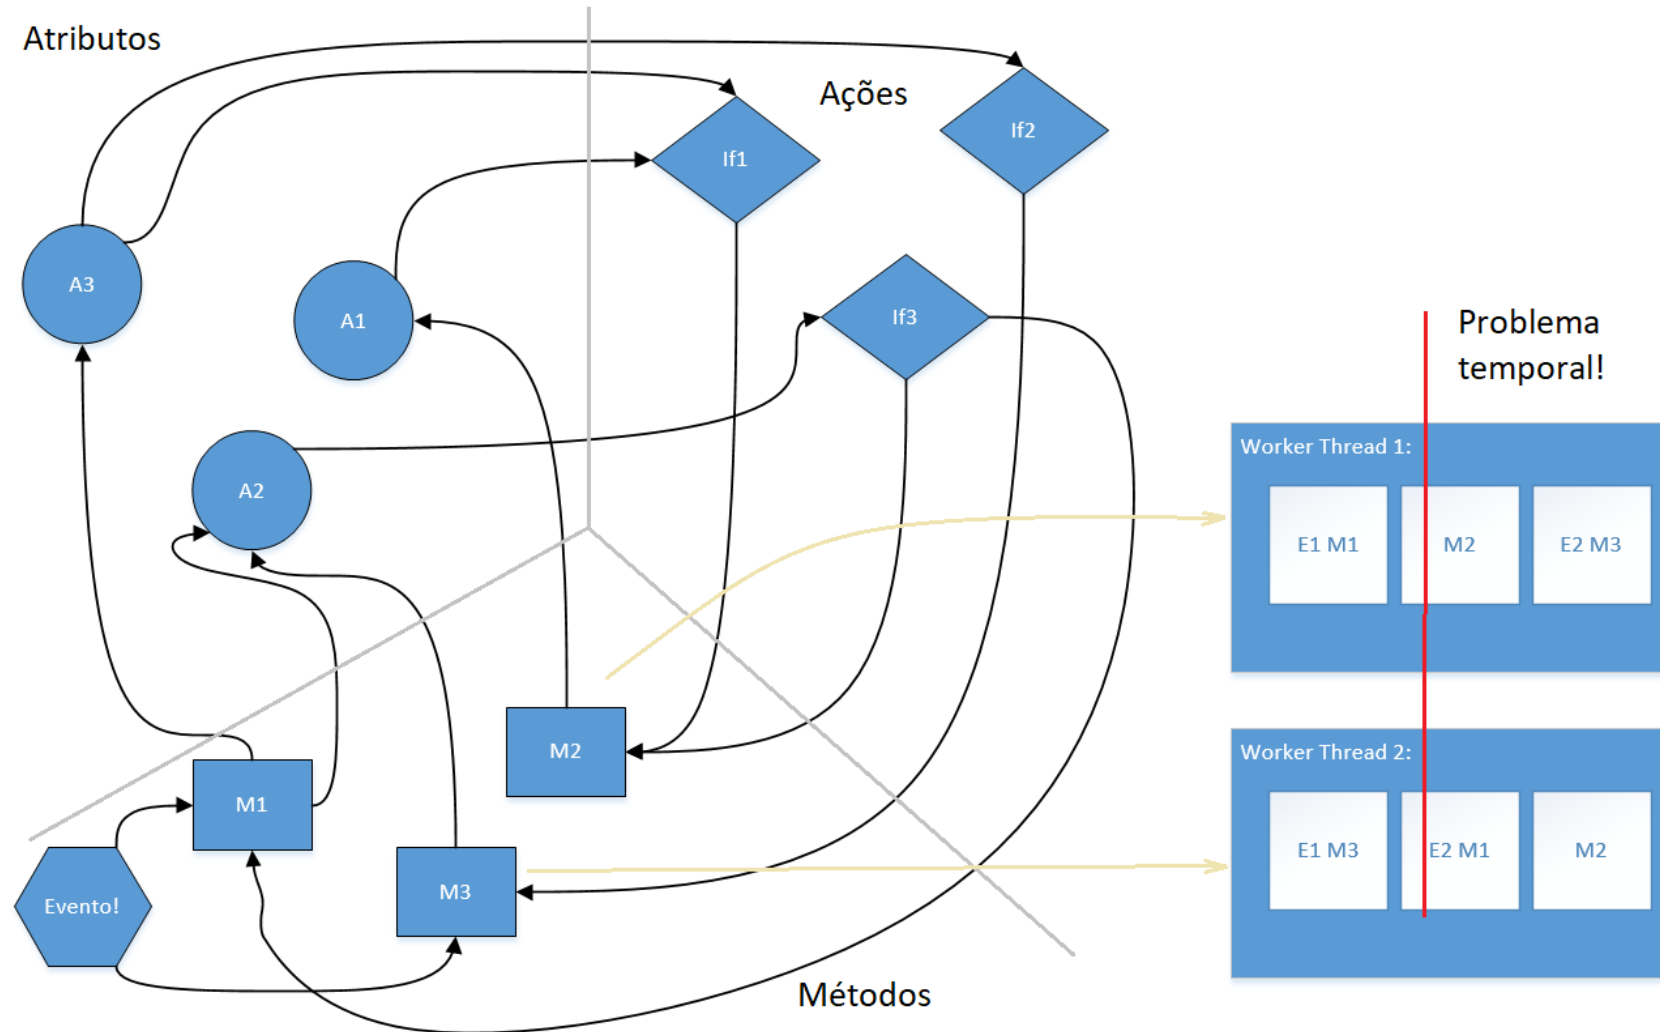 Atributos
Ações
If2
If1
A3
A1
If3
Problema
temporal!
Worker Thread 1:
A2
E1 M1
M2
E2 M3
M2
Worker Thread 2:
M1
E1 M3
E2 M1
M2
M3
Evento!
Métodos